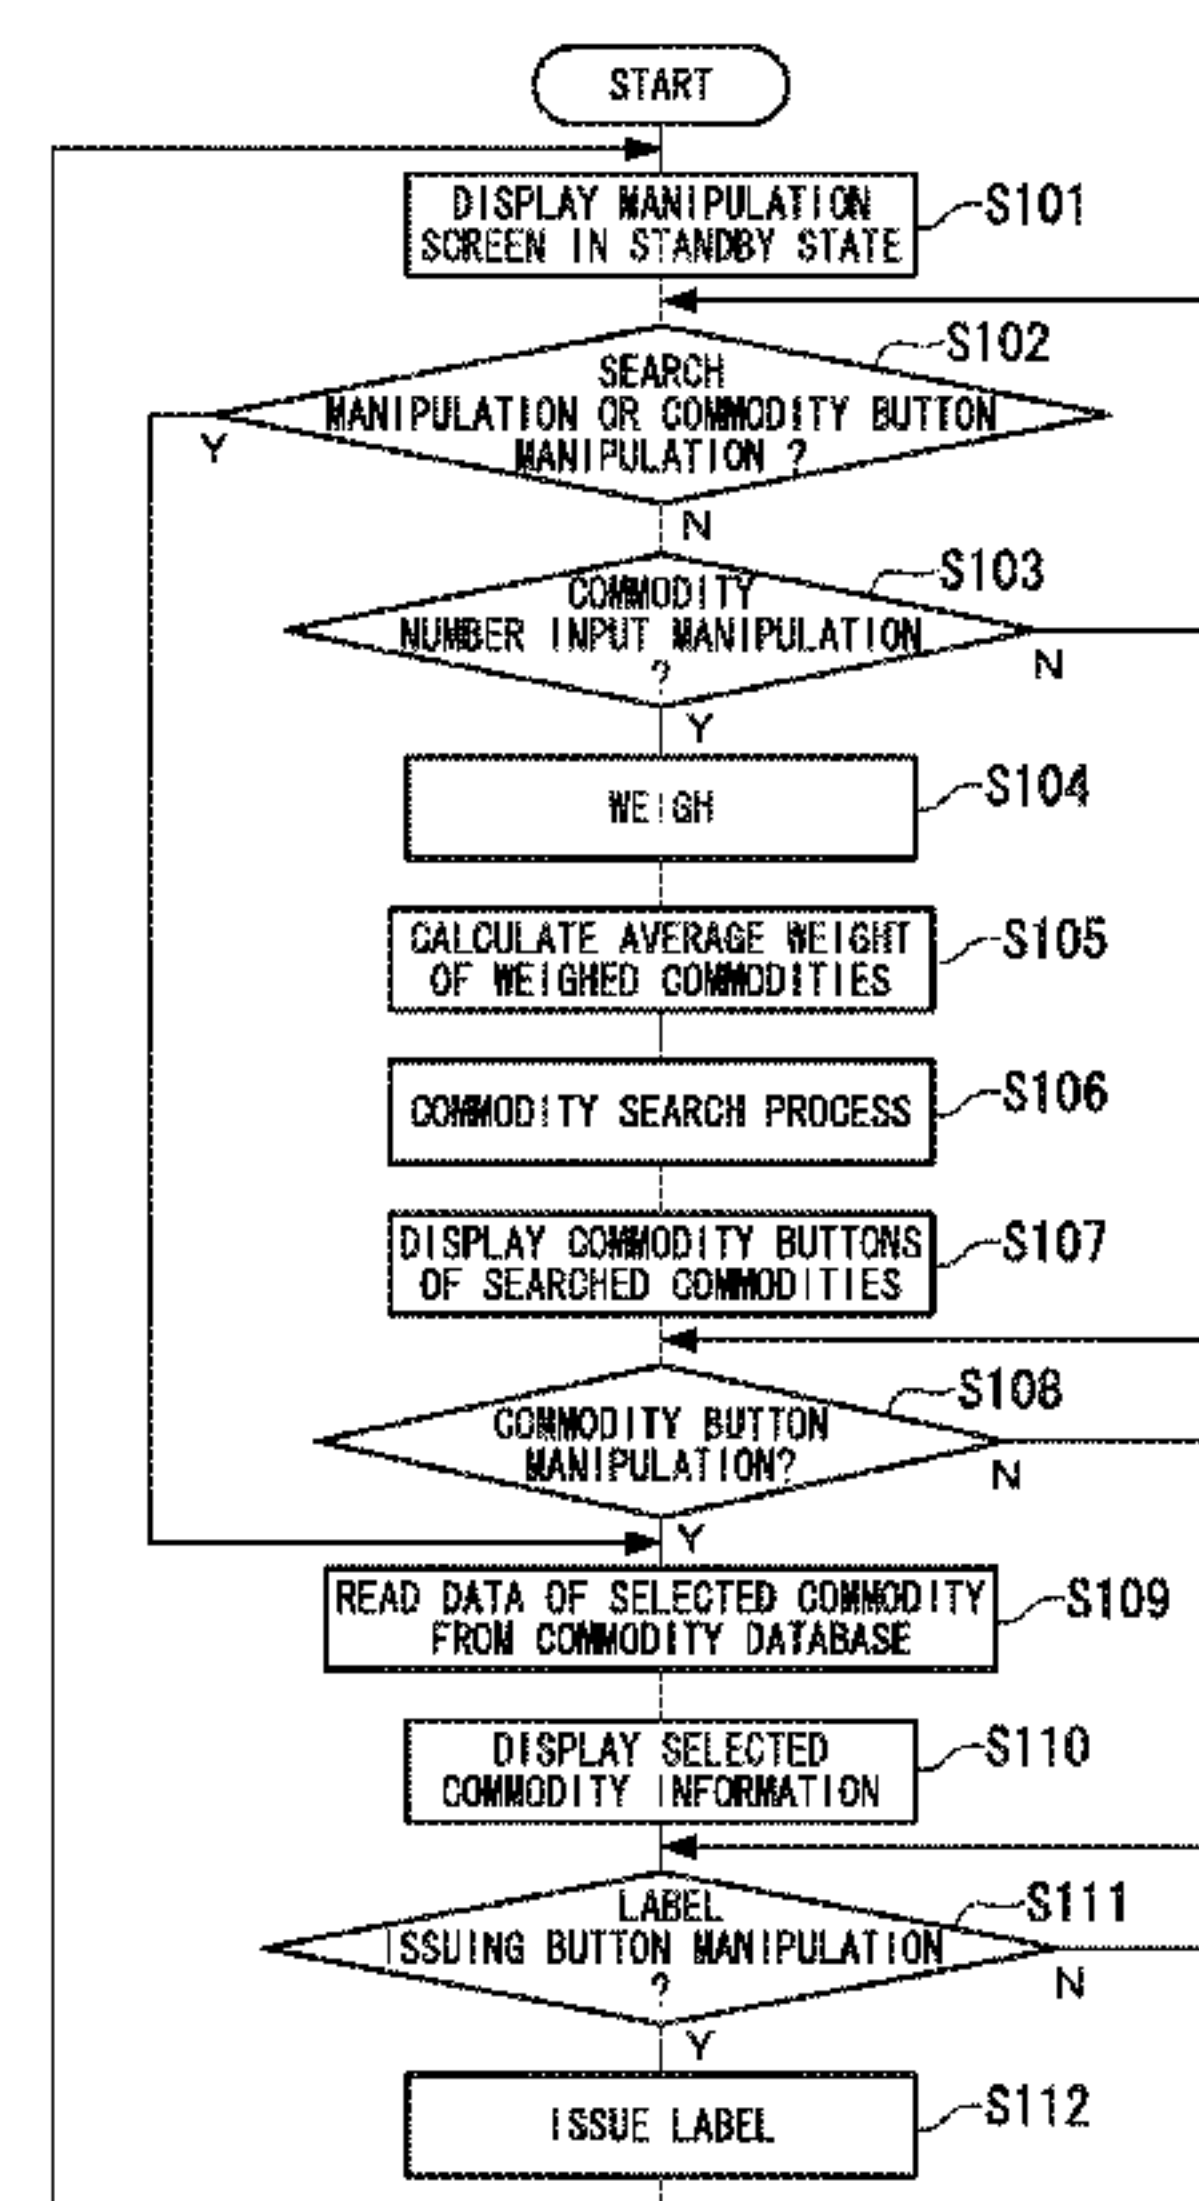 START
DISPLAY MANIPULATION
SCREEN IN STANDBY STATE
S101
SEARCH
MANIPULATION OR COMMODITY BUTTON
MANIPULATION ?
S102
Y
N
COMMODITY
NUMBER INPUT MANIPULATION
?
S103
N
Y
WEIGH
S104
CALCULATE AVERAGE WEIGHT
OF WEIGHED COMMODITIES
S105
COMMODITY SEARCH PROCESS
S106
DISPLAY COMMODITY BUTTONS
OF SEARCHED COMMODITIES
S107
COMMODITY BUTTON
MANIPULATION?
S108
N
Y
READ DATA OF SELECTED COMMODITY
FROM COMMODITY DATABASE
S109
DISPLAY SELECTED
COMMODITY INFORMATION
S110
LABEL
ISSUING BUTTON MANIPULATION
?
S111
N
Y
ISSUE LABEL
S112